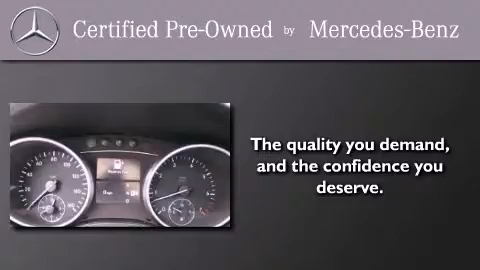 Certified Pre-Owned by Mercedes-Benz
The quality you demand,
and the confidence you
deserve.